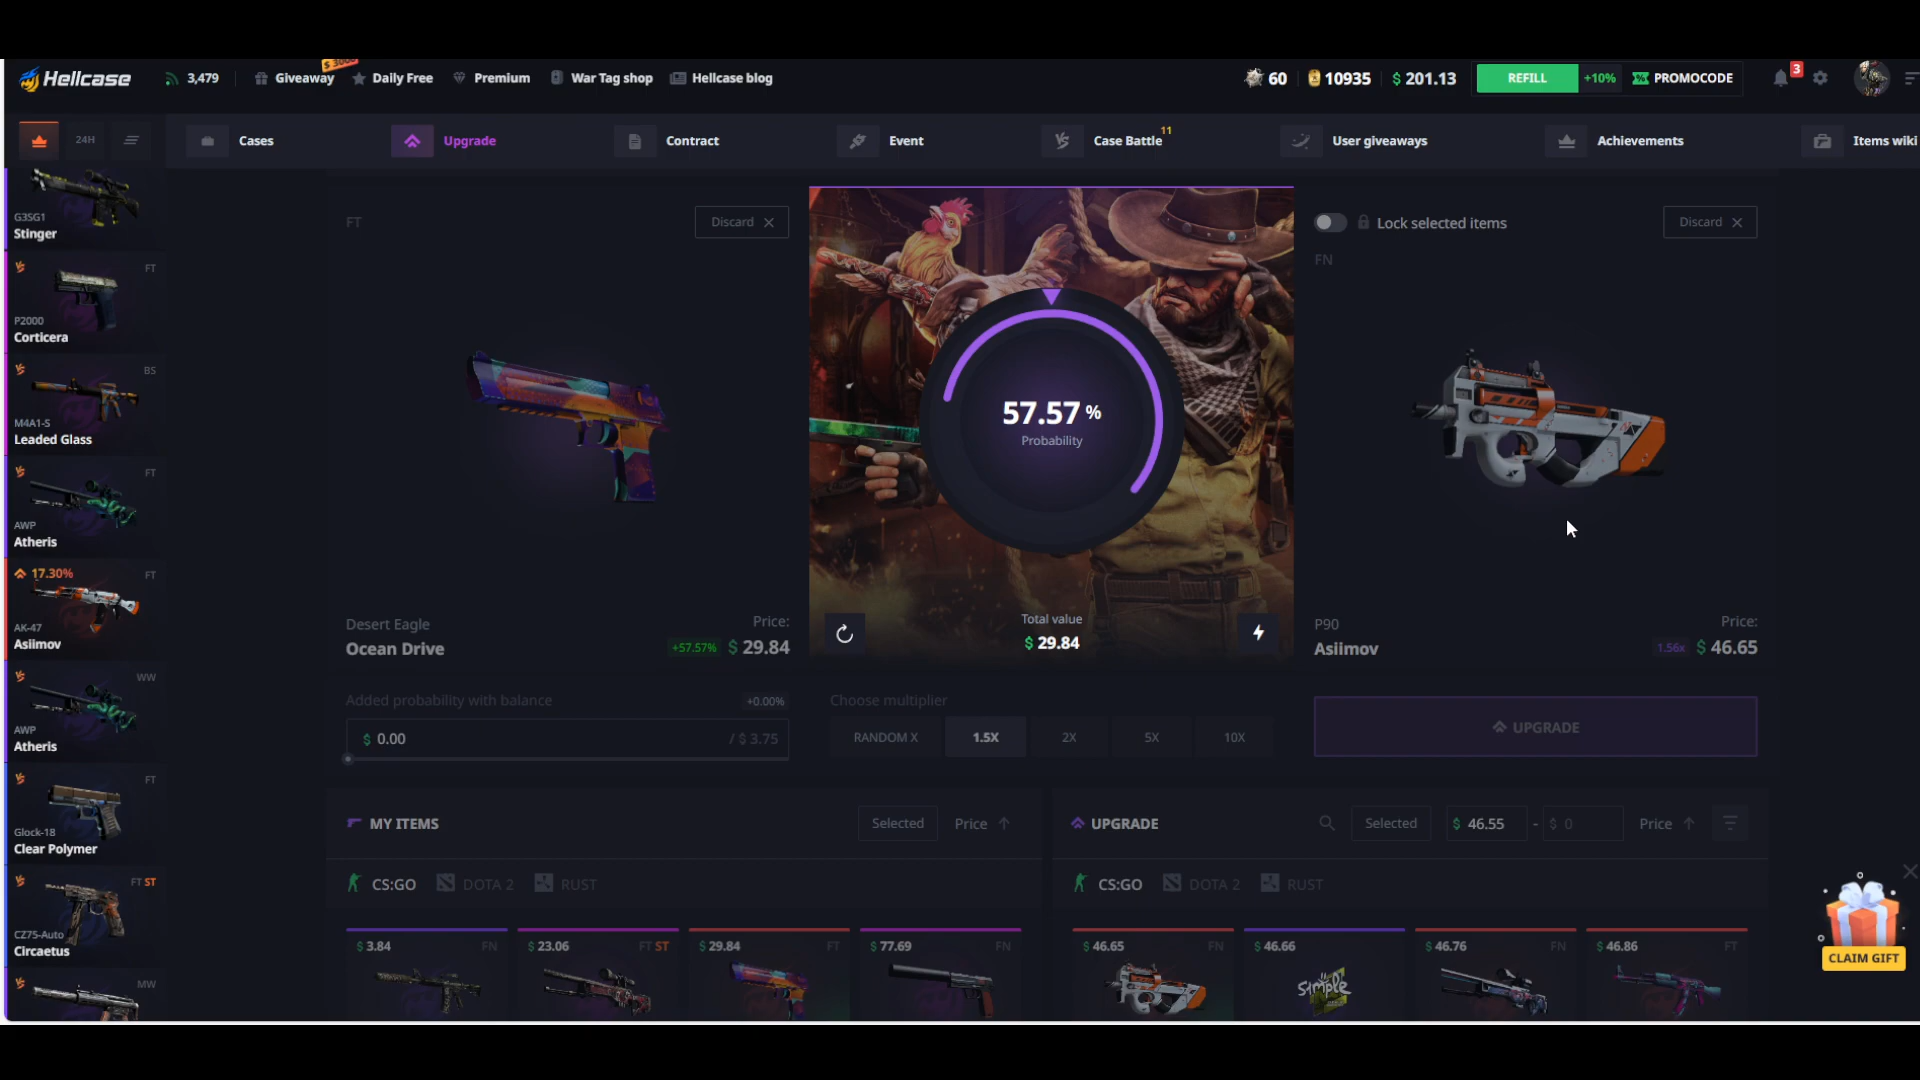 Hellcase
3,479
Giveaway
$ 3000
Daily Free
Premium
War Tag shop
Hellcase blog
60
10935
$ 201.13
REFILL
+10%
PROMOCODE
3
24H
Cases
Upgrade
Contract
Event
Case Battle
11
User giveaways
Achievements
Items wiki
G3SG1
Stinger
FT
P2000
Corticera
BS
M4A1-S
Leaded Glass
FT
AWP
Atheris
17.30%
FT
AK-47
Asiimov
WW
AWP
Atheris
FT
Glock-18
Clear Polymer
FT ST
CZ75-Auto
Circaetus
MW
FT
Discard
57.57 %
Probability
Total value
$ 29.84
Lock selected items
Discard
FN
Desert Eagle
Ocean Drive
Price:
+57.57%
$ 29.84
P90
Asiimov
Price:
1.56x
$ 46.65
Added probability with balance
+0.00%
$ 0.00
/ $ 3.75
Choose multiplier
RANDOM X
1.5X
2X
5X
10X
UPGRADE
MY ITEMS
Selected
Price
UPGRADE
Selected
$ 46.55
-
$ 0
Price
CS:GO
DOTA 2
RUST
CS:GO
DOTA 2
RUST
$ 3.84
FN
$ 23.06
FT ST
$ 29.84
FT
$ 77.69
FN
$ 46.65
FN
$ 46.66
Simple
$ 46.76
FN
$ 46.86
FT
CLAIM GIFT